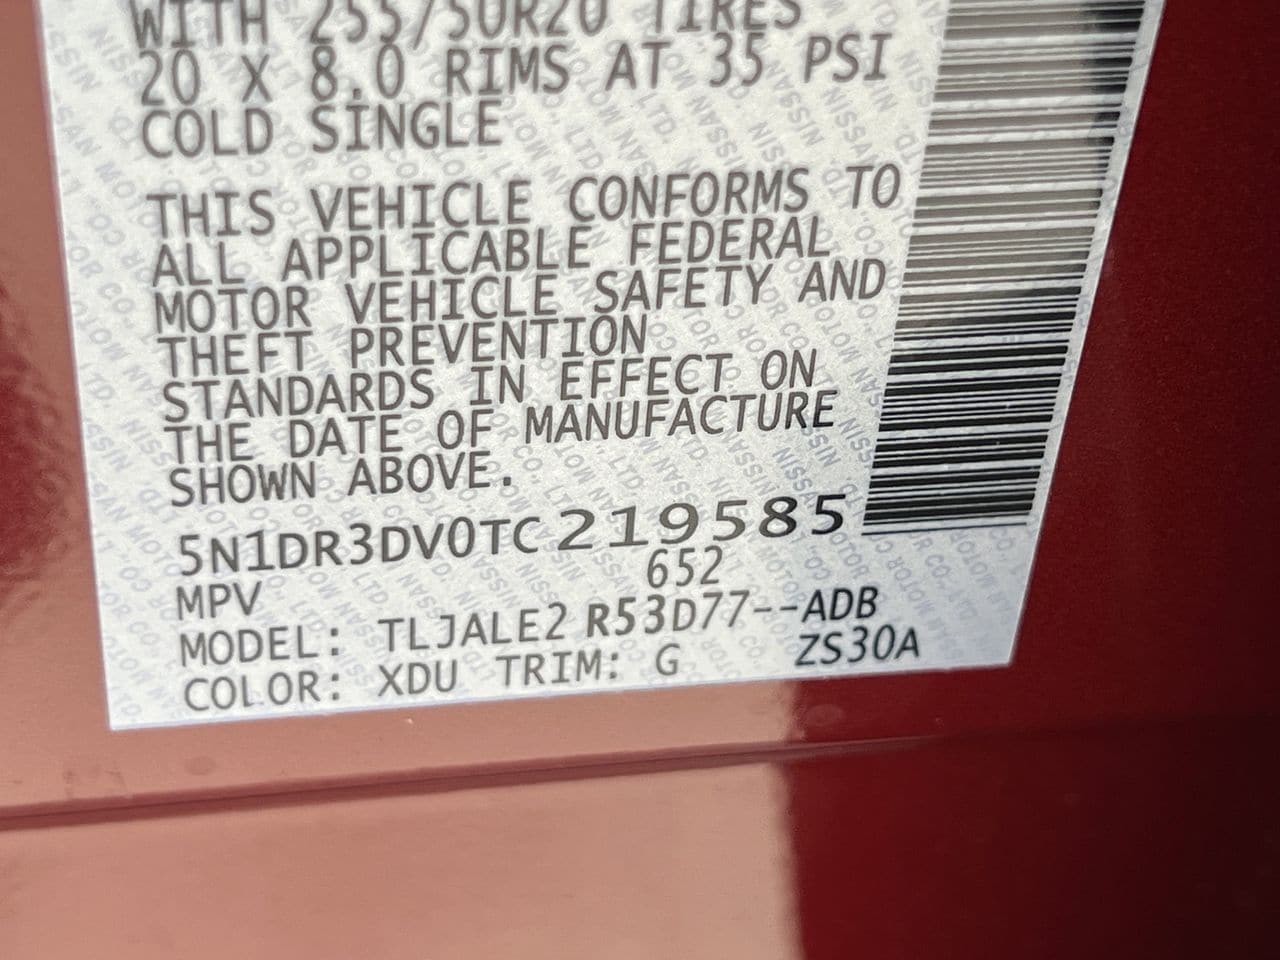 WITH 255/50R20 TIRES
20 X 8.0 RIMS AT 35 PSI
COLD SINGLE
THIS VEHICLE CONFORMS TO
ALL APPLICABLE FEDERAL
MOTOR VEHICLE SAFETY AND
THEFT PREVENTION
STANDARDS IN EFFECT ON
THE DATE OF MANUFACTURE
SHOWN ABOVE.
5N1DR3DV0TC219585
MPV 652
MODEL: TLJALE2 R53D77--ADB
COLOR: XDU TRIM: G ZS30A